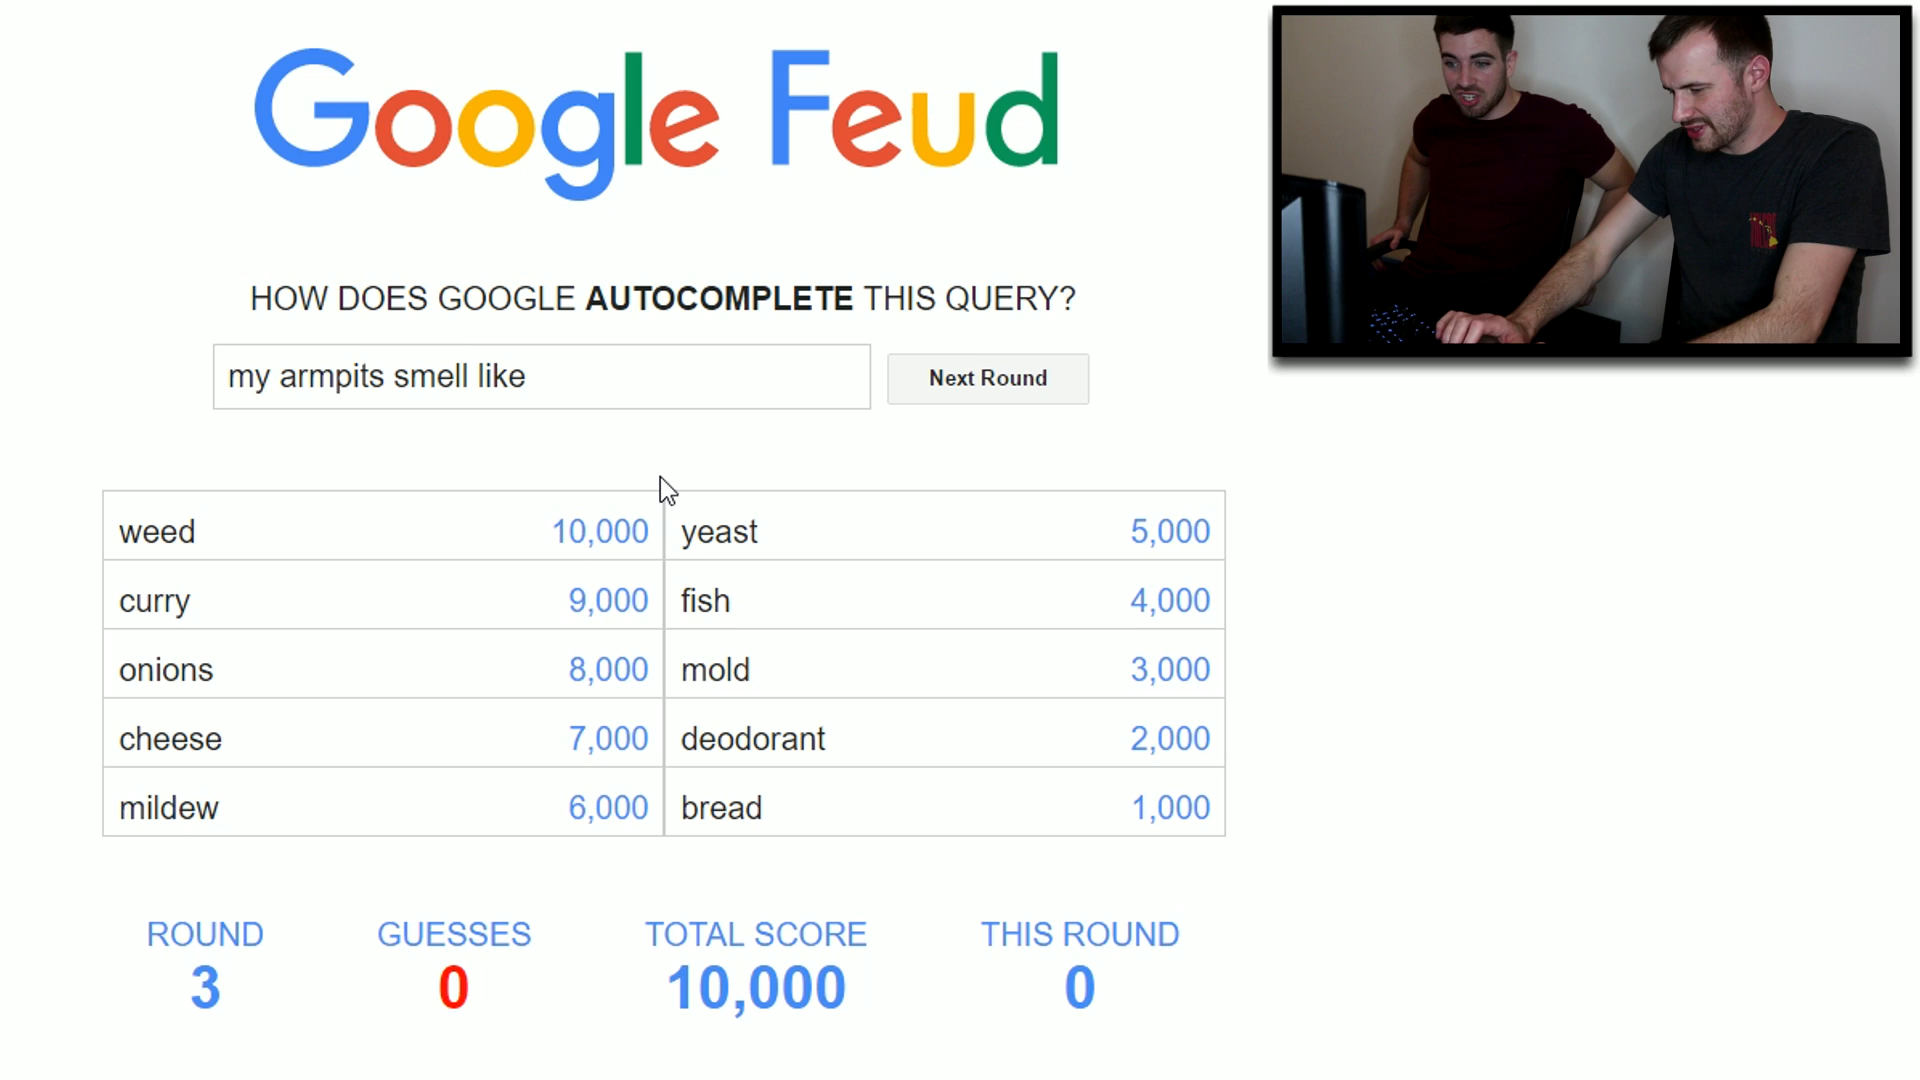 Google Feud
HOW DOES GOOGLE AUTOCOMPLETE THIS QUERY?
my armpits smell like
Next Round
weed 10,000 yeast 5,000
curry 9,000 fish 4,000
onions 8,000 mold 3,000
cheese 7,000 deodorant 2,000
mildew 6,000 bread 1,000
ROUND GUESSES TOTAL SCORE THIS ROUND
3 0 10,000 0